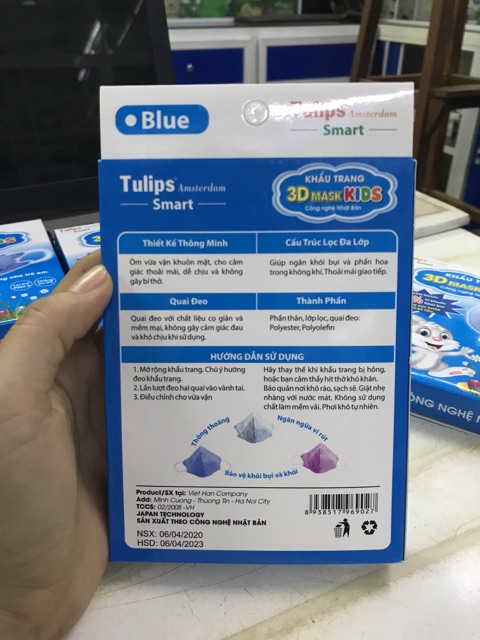 Blue
Tulips Amsterdam
Smart
Tulips Amsterdam
Smart
KHẨU TRANG
3D MASK KIDS
Công nghệ Nhật Bản
Thiết Kế Thông Minh
Ôm vừa vặn khuôn mặt, cho cảm
giác thoải mái, dễ chịu và không
gây bí thở.
Cấu Trúc Lọc Đa Lớp
Giúp ngăn khói bụi và phấn hoa
trong không khí. Thoải mái giao tiếp.
Quai Đeo
Quai đeo với chất liệu co giãn và
mềm mại, không gây cảm giác đau
và khó chịu khi sử dụng.
Thành Phần
Phần thân, lớp lọc, quai đeo:
Polyester, Polyolefin
HƯỚNG DẪN SỬ DỤNG
1. Mở rộng khẩu trang. Chú ý hướng
đeo khẩu trang.
2. Lần lượt đeo hai quai vào vành tai.
3. Điều chỉnh cho vừa vặn
Hãy thay thế khi khẩu trang bị hỏng,
hoặc bạn cảm thấy hít thở khó khăn.
Bảo quản nơi khô ráo, sạch sẽ. Giặt nhẹ
nhàng với nước mát. Không sử dụng
chất làm mềm vải. Phơi khô tự nhiên.
Thông thoáng
Ngăn ngừa vi rút
Bảo vệ khỏi bụi và khói
Product/SX tại: Viet Han Company
Add: Minh Cuong - Thuong Tin - Ha Noi City
TCCS: 02/2008 -VH
JAPAN TECHNOLOGY
SẢN XUẤT THEO CÔNG NGHỆ NHẬT BẢN
NSX: 06/04/2020
HSD: 06/04/2023
8 938517 969027
KIDS
cho trẻ em
KHẨU TRANG
3D MASK
CÔNG NGHỆ